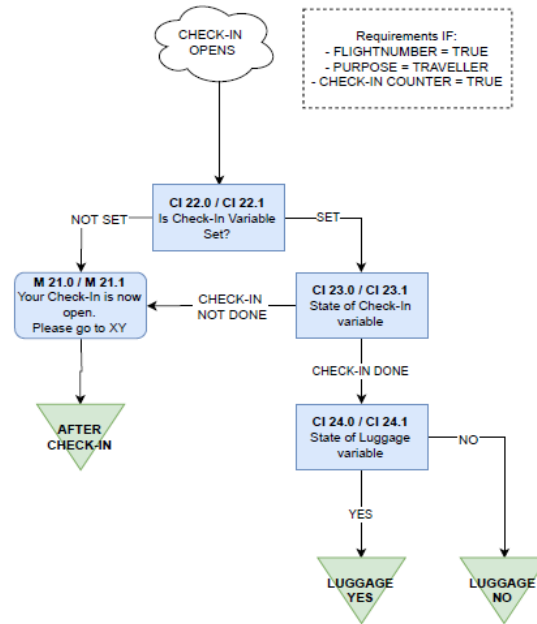 CHECK-IN
OPENS
Requirements IF:
- FLIGHTNUMBER = TRUE
- PURPOSE = TRAVELLER
- CHECK-IN COUNTER = TRUE
CI 22.0 / CI 22.1
Is Check-In Variable
Set?
NOT SET
SET
M 21.0 / M 21.1
Your Check-In is now
open.
Please go to XY
CHECK-IN
NOT DONE
CI 23.0 / CI 23.1
State of Check-In
variable
CHECK-IN DONE
AFTER
CHECK-IN
CI 24.0 / CI 24.1
State of Luggage
variable
NO
YES
LUGGAGE
YES
LUGGAGE
NO